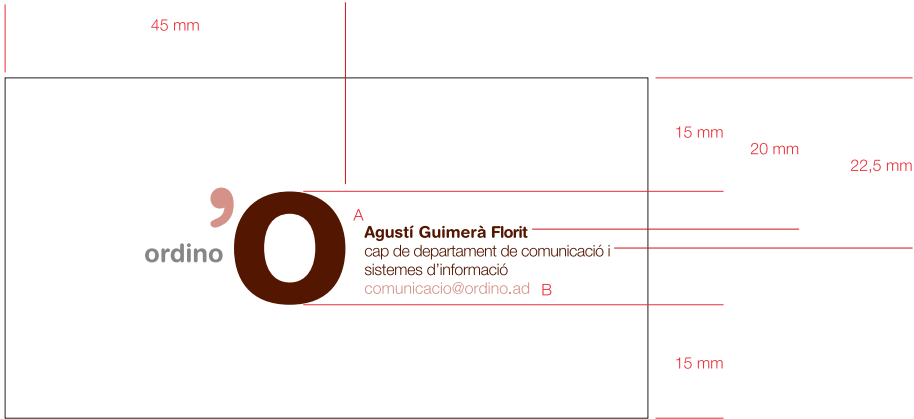 45 mm
15 mm
20 mm
22,5 mm
’O
ordino
A
Agustí Guimerà Florit
cap de departament de comunicació i
sistemes d’informació
comunicacio@ordino.ad
B
15 mm